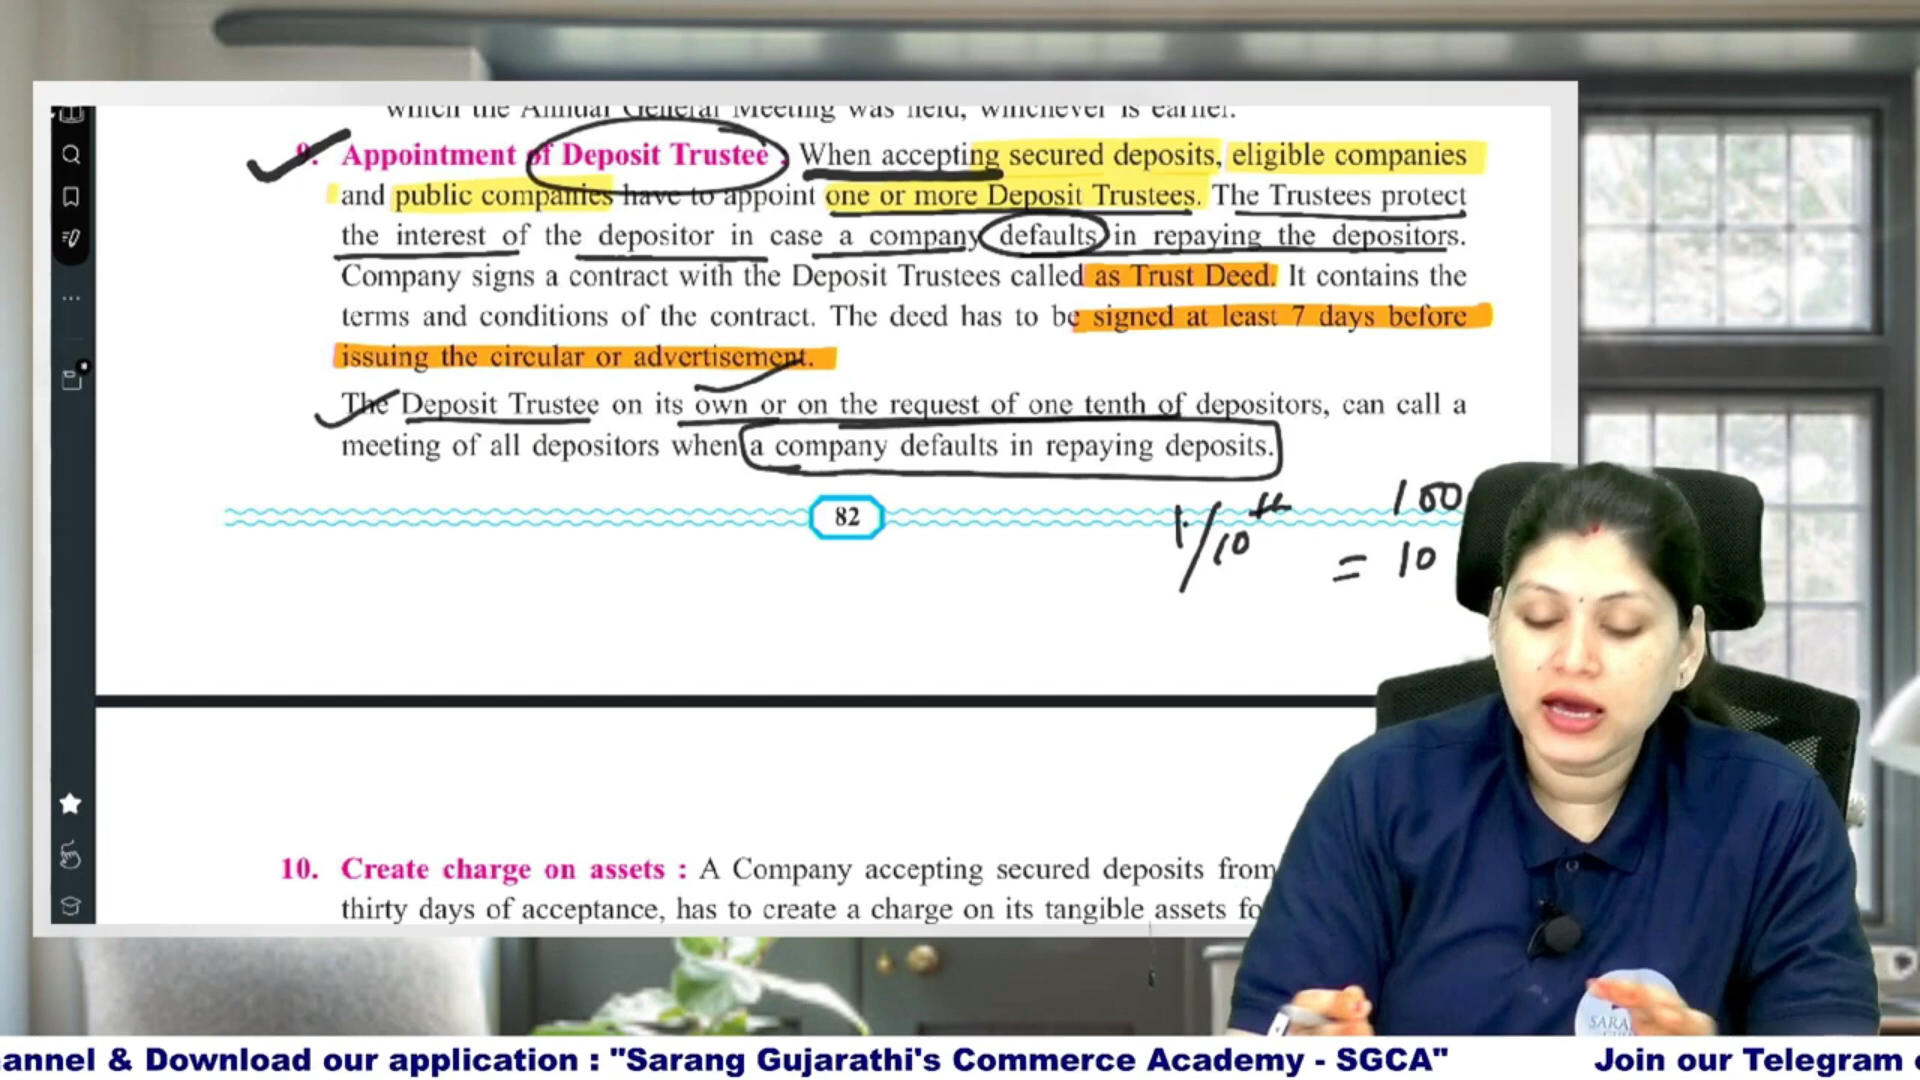 which the Annual General Meeting was held, whichever is earlier.
9. Appointment of Deposit Trustee : When accepting secured deposits, eligible companies
and public companies have to appoint one or more Deposit Trustees. The Trustees protect
the interest of the depositor in case a company defaults in repaying the depositors.
Company signs a contract with the Deposit Trustees called as Trust Deed. It contains the
terms and conditions of the contract. The deed has to be signed at least 7 days before
issuing the circular or advertisement.
The Deposit Trustee on its own or on the request of one tenth of depositors, can call a
meeting of all depositors when a company defaults in repaying deposits.
82
1/10th 100
= 10
10. Create charge on assets : A Company accepting secured deposits from
thirty days of acceptance, has to create a charge on its tangible assets fo
SARA
annel & Download our application : "Sarang Gujarathi's Commerce Academy - SGCA" Join our Telegram